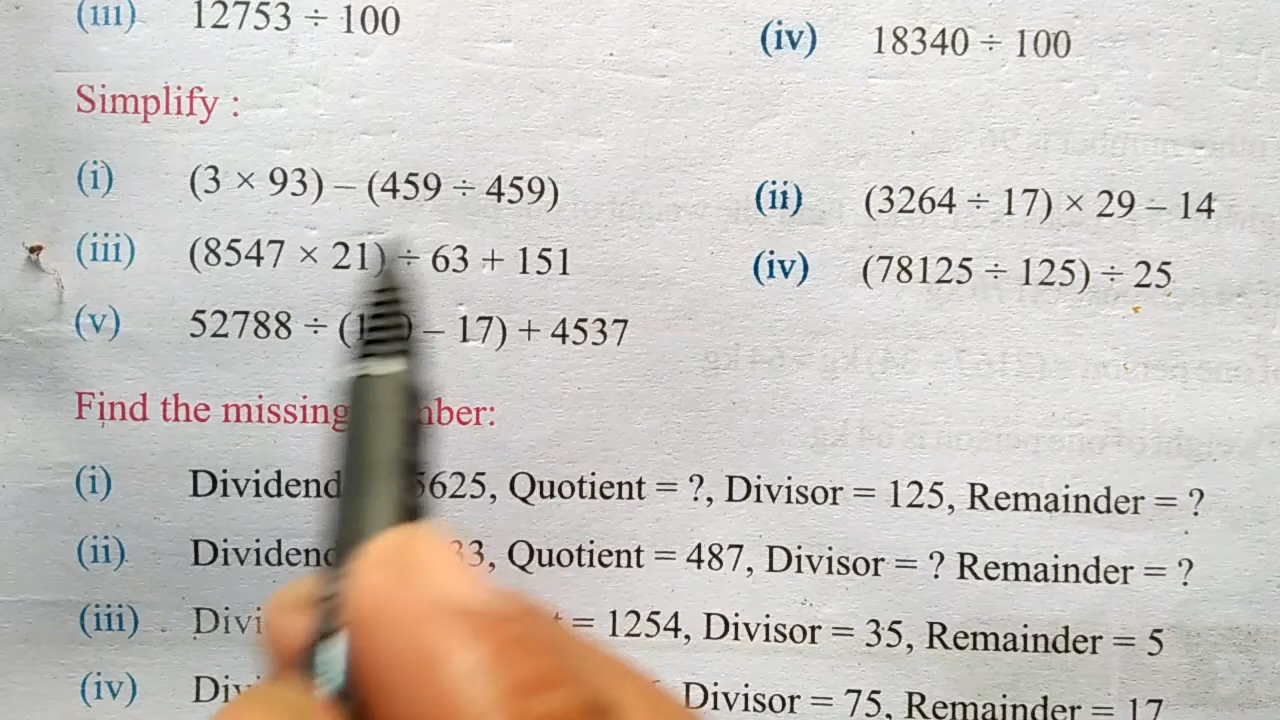 (iii) 12753 ÷ 100 (iv) 18340 ÷ 100
Simplify :
(i) (3 × 93) – (459 ÷ 459) (ii) (3264 ÷ 17) × 29 – 14
(iii) (8547 × 21) ÷ 63 + 151 (iv) (78125 ÷ 125) ÷ 25
(v) 52788 ÷ ( – 17) + 4537
Find the missing
(i) Dividend 5625, Quotient = ?, Divisor = 125, Remainder = ?
(ii) Dividend 33, Quotient = 487, Divisor = ? Remainder = ?
(iii) = 1254, Divisor = 35, Remainder = 5
(iv) Divisor = 75, Remainder = 17